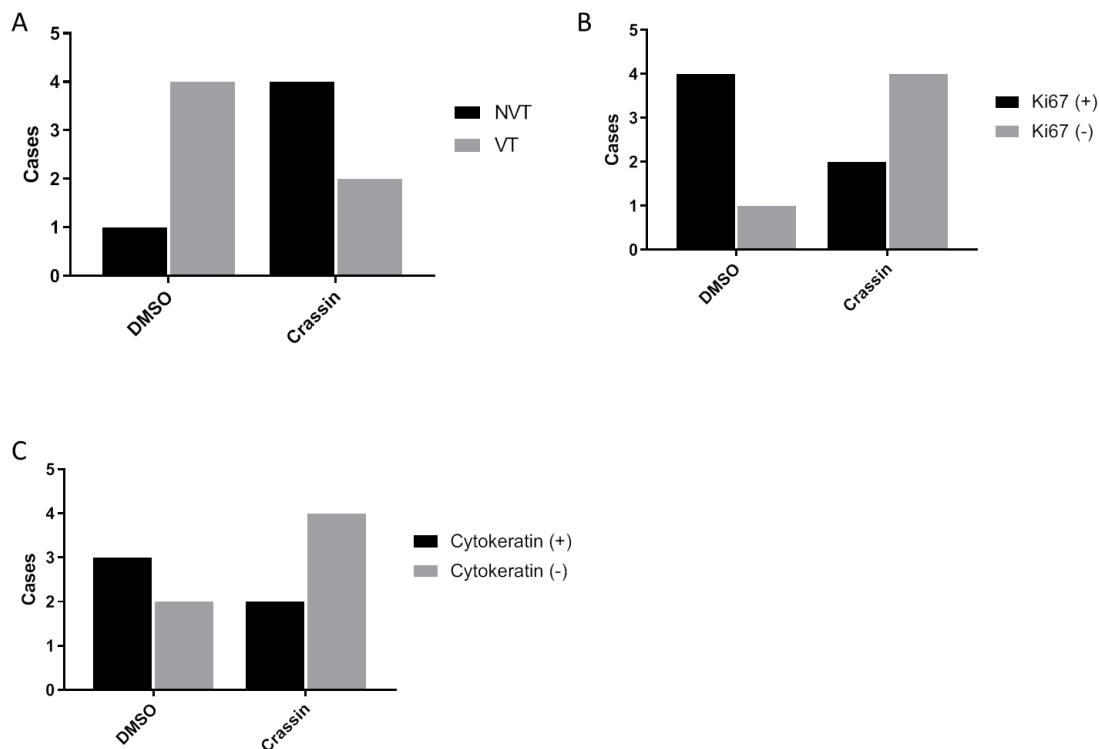 A
5
4
3
2
1
0
Cases
DMSO
Crassin
NVT
VT
B
5
4
3
2
1
0
Cases
DMSO
Crassin
Ki67 (+)
Ki67 (-)
C
5
4
3
2
1
0
Cases
DMSO
Crassin
Cytokeratin (+)
Cytokeratin (-)